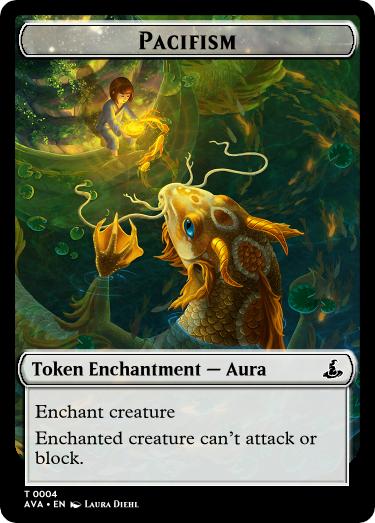 Pacifism
Token Enchantment — Aura
Enchant creature
Enchanted creature can't attack or
block.
T 0004
AVA • EN Laura Diehl